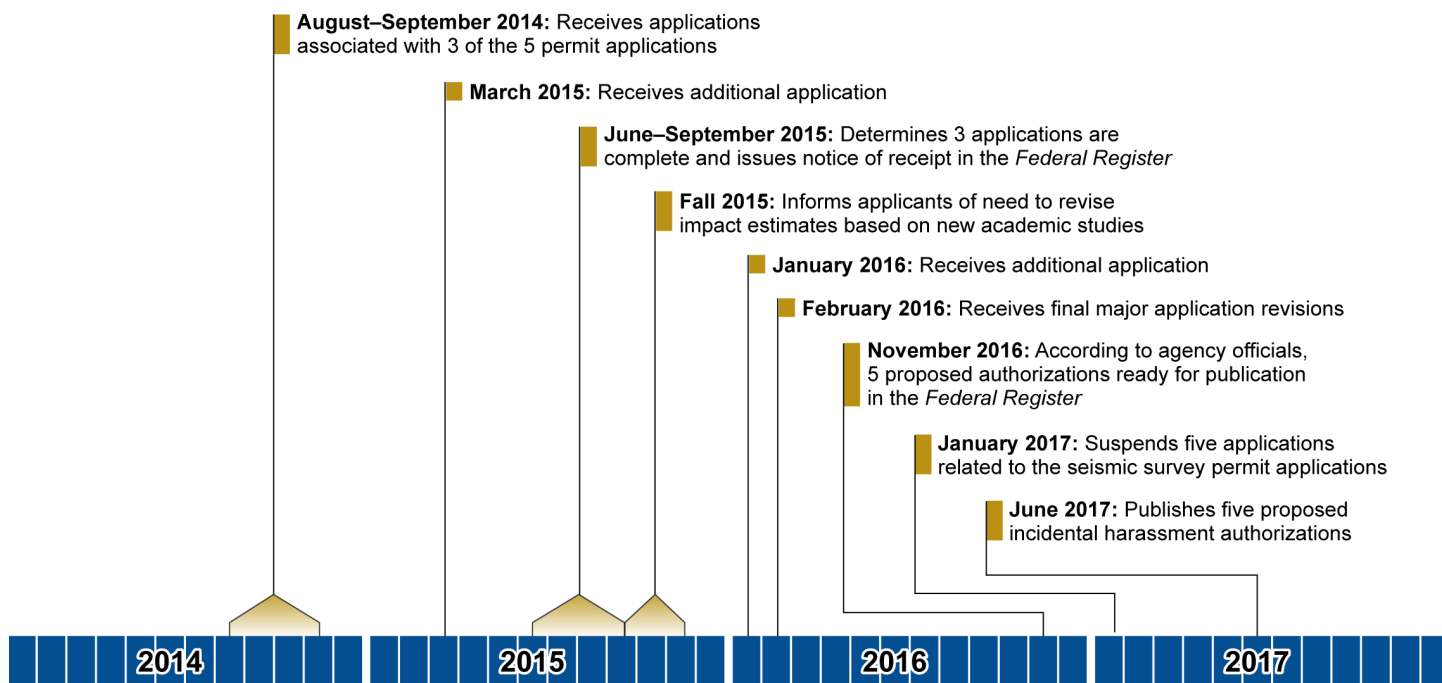 August–September 2014: Receives applications
associated with 3 of the 5 permit applications
March 2015: Receives additional application
June–September 2015: Determines 3 applications are
complete and issues notice of receipt in the Federal Register
Fall 2015: Informs applicants of need to revise
impact estimates based on new academic studies
January 2016: Receives additional application
February 2016: Receives final major application revisions
November 2016: According to agency officials,
5 proposed authorizations ready for publication
in the Federal Register
January 2017: Suspends five applications
related to the seismic survey permit applications
June 2017: Publishes five proposed
incidental harassment authorizations
2014 2015 2016 2017